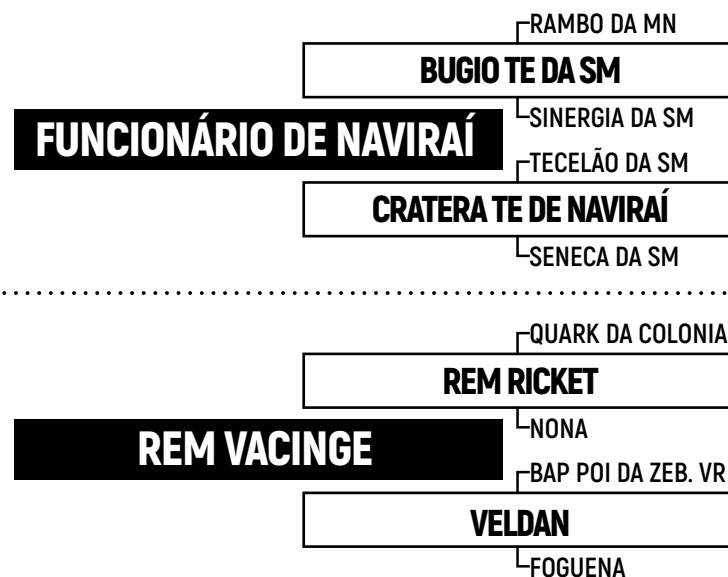 RAMBO DA MN
BUGIO TE DA SM
SINERGIA DA SM
FUNCIONÁRIO DE NAVIRAÍ
TECELÃO DA SM
CRATERA TE DE NAVIRAÍ
SENECA DA SM
QUARK DA COLONIA
REM RICKET
NONA
REM VACINGE
BAP POI DA ZEB. VR
VELDAN
FOGUENA